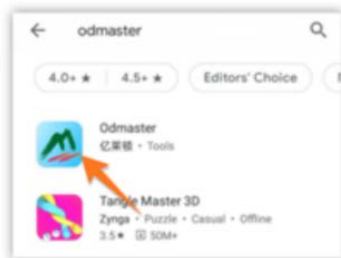 odmaster
4.0+ ★ 4.5+ ★ Editors' Choice
Odmaster
亿莱顿 • Tools
Tangle Master 3D
Zynga • Puzzle • Casual • Offline
3.5★ 50M+